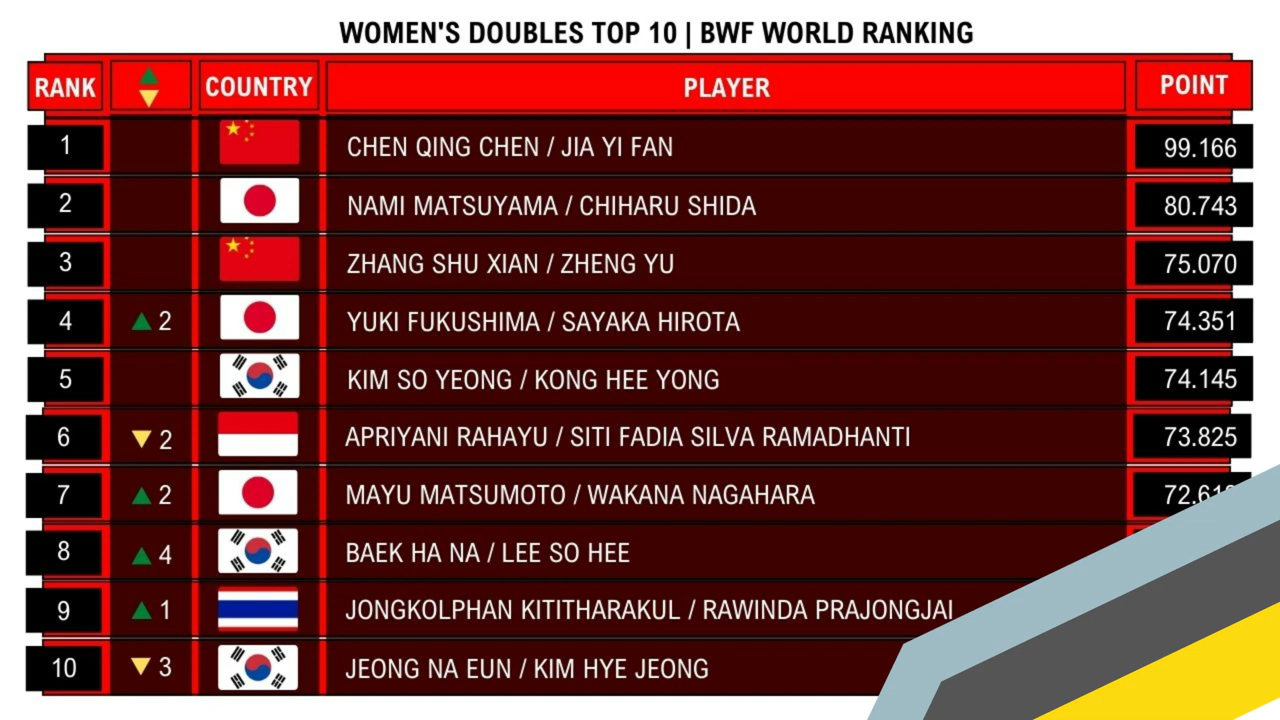 WOMEN'S DOUBLES TOP 10 | BWF WORLD RANKING
RANK COUNTRY PLAYER POINT
1 CHEN QING CHEN / JIA YI FAN 99.166
2 NAMI MATSUYAMA / CHIHARU SHIDA 80.743
3 ZHANG SHU XIAN / ZHENG YU 75.070
4 2 YUKI FUKUSHIMA / SAYAKA HIROTA 74.351
5 KIM SO YEONG / KONG HEE YONG 74.145
6 2 APRIYANI RAHAYU / SITI FADIA SILVA RAMADHANTI 73.825
7 2 MAYU MATSUMOTO / WAKANA NAGAHARA
8 4 BAEK HA NA / LEE SO HEE
9 1 JONGKOLPHAN KITITHARAKUL / RAWINDA PRAJONGJAI
10 3 JEONG NA EUN / KIM HYE JEONG